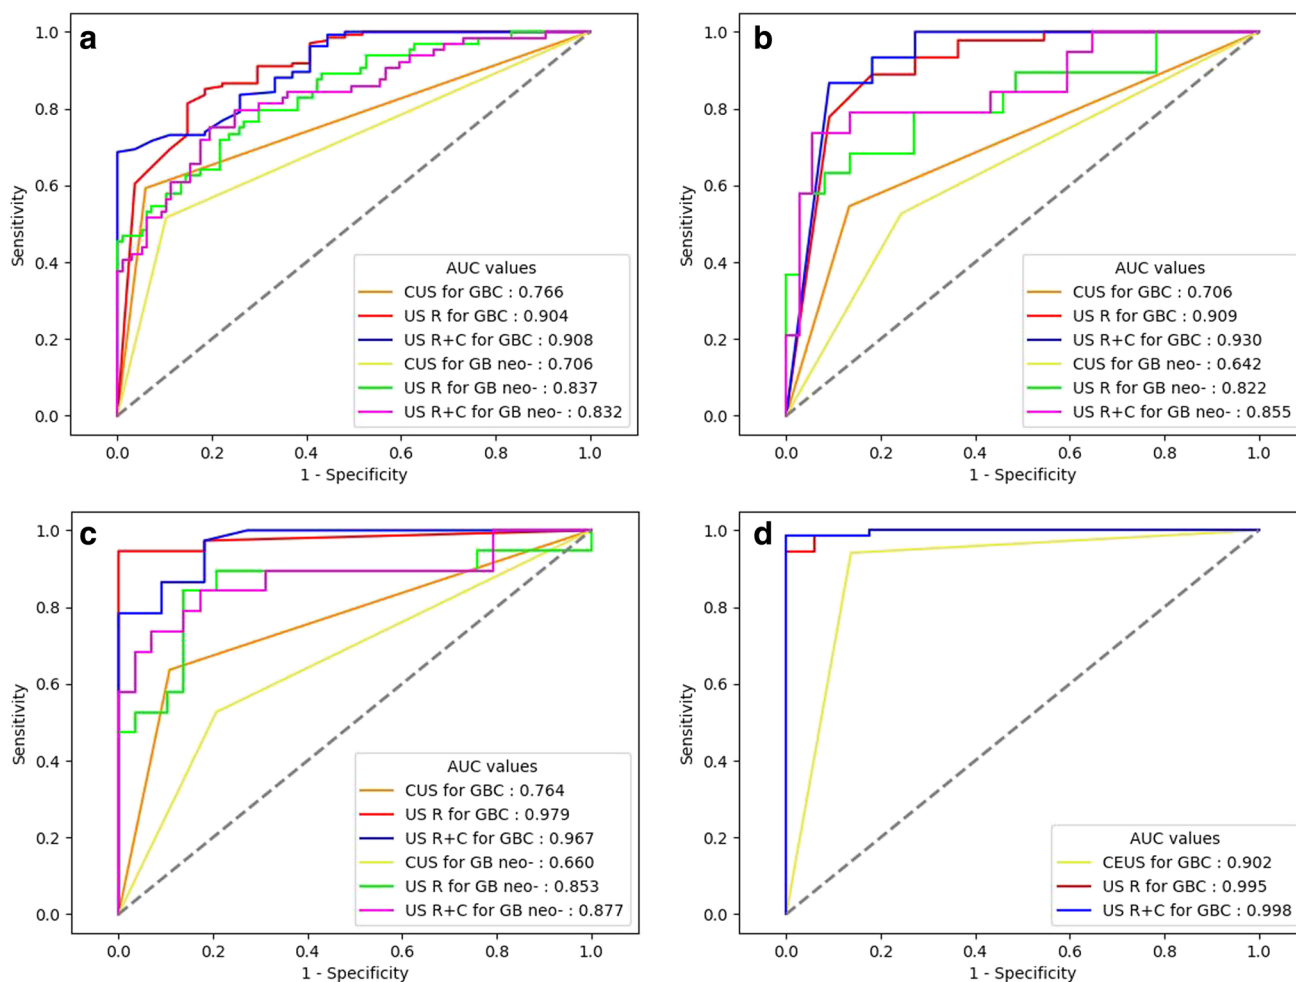 a
1.0
0.8
0.6
0.4
0.2
0.0
Sensitivity
0.0 0.2 0.4 0.6 0.8 1.0
1 - Specificity
AUC values
CUS for GBC : 0.766
US R for GBC : 0.904
US R+C for GBC : 0.908
CUS for GB neo- : 0.706
US R for GB neo- : 0.837
US R+C for GB neo- : 0.832
b
1.0
0.8
0.6
0.4
0.2
0.0
Sensitivity
0.0 0.2 0.4 0.6 0.8 1.0
1 - Specificity
AUC values
CUS for GBC : 0.706
US R for GBC : 0.909
US R+C for GBC : 0.930
CUS for GB neo- : 0.642
US R for GB neo- : 0.822
US R+C for GB neo- : 0.855
c
1.0
0.8
0.6
0.4
0.2
0.0
Sensitivity
0.0 0.2 0.4 0.6 0.8 1.0
1 - Specificity
AUC values
CUS for GBC : 0.764
US R for GBC : 0.979
US R+C for GBC : 0.967
CUS for GB neo- : 0.660
US R for GB neo- : 0.853
US R+C for GB neo- : 0.877
d
1.0
0.8
0.6
0.4
0.2
0.0
Sensitivity
0.0 0.2 0.4 0.6 0.8 1.0
1 - Specificity
AUC values
CEUS for GBC : 0.902
US R for GBC : 0.995
US R+C for GBC : 0.998